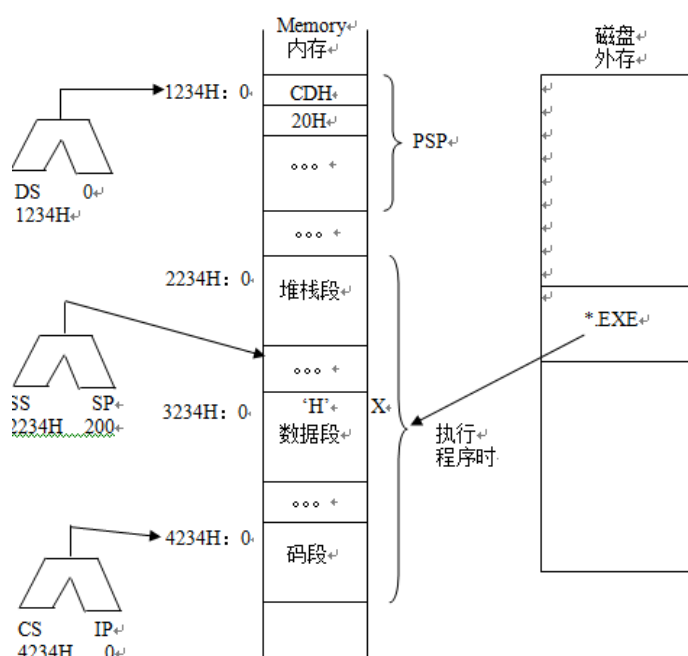 Memory
内存
磁盘
外存
1234H：0
CDH
20H
PSP
DS 0
1234H
2234H：0
堆栈段
*.EXE
SS SP
2234H 200
3234H：0
‘H’
X
数据段
执行
程序时
4234H：0
码段
CS IP
4234H 0